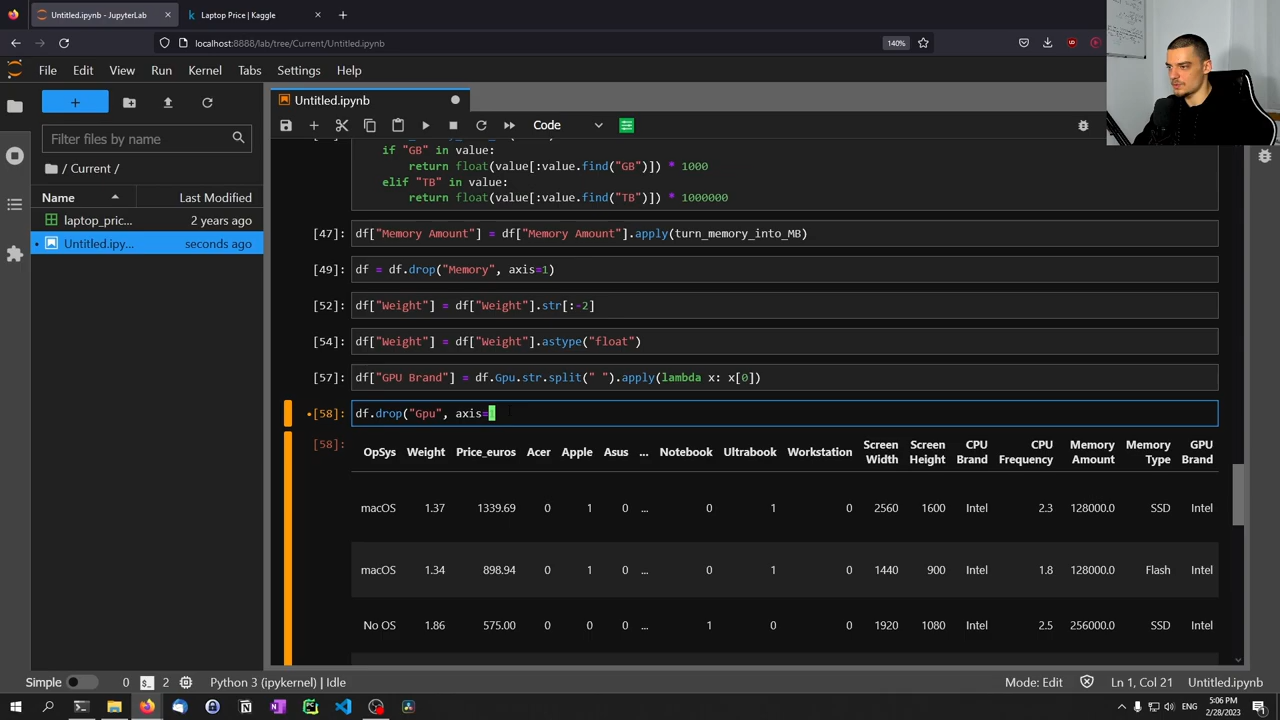 Untitled.ipynb - JupyterLab
Laptop Price | Kaggle
localhost:8888/lab/tree/Current/Untitled.ipynb
140%
File Edit View Run Kernel Tabs Settings Help
Untitled.ipynb
Code
Filter files by name
/ Current /
Name Last Modified
laptop_pric... 2 years ago
Untitled.ipy... seconds ago
if "GB" in value:
return float(value[:value.find("GB")]) * 1000
elif "TB" in value:
return float(value[:value.find("TB")]) * 1000000
[47]: df["Memory Amount"] = df["Memory Amount"].apply(turn_memory_into_MB)
[49]: df = df.drop("Memory", axis=1)
[52]: df["Weight"] = df["Weight"].str[:-2]
[54]: df["Weight"] = df["Weight"].astype("float")
[57]: df["GPU Brand"] = df.Gpu.str.split(" ").apply(lambda x: x[0])
[58]: df.drop("Gpu", axis=1
[58]: OpSys Weight Price_euros Acer Apple Asus ... Notebook Ultrabook Workstation Screen Width Screen Height CPU Brand CPU Frequency Memory Amount Memory Type GPU Brand
macOS 1.37 1339.69 0 1 0 ... 0 1 0 2560 1600 Intel 2.3 128000.0 SSD Intel
macOS 1.34 898.94 0 1 0 ... 0 1 0 1440 900 Intel 1.8 128000.0 Flash Intel
No OS 1.86 575.00 0 0 0 ... 1 0 0 1920 1080 Intel 2.5 256000.0 SSD Intel
Simple 0 2 Python 3 (ipykernel) | Idle Mode: Edit Ln 1, Col 21 Untitled.ipynb
ENG 5:06 PM
2/28/2023